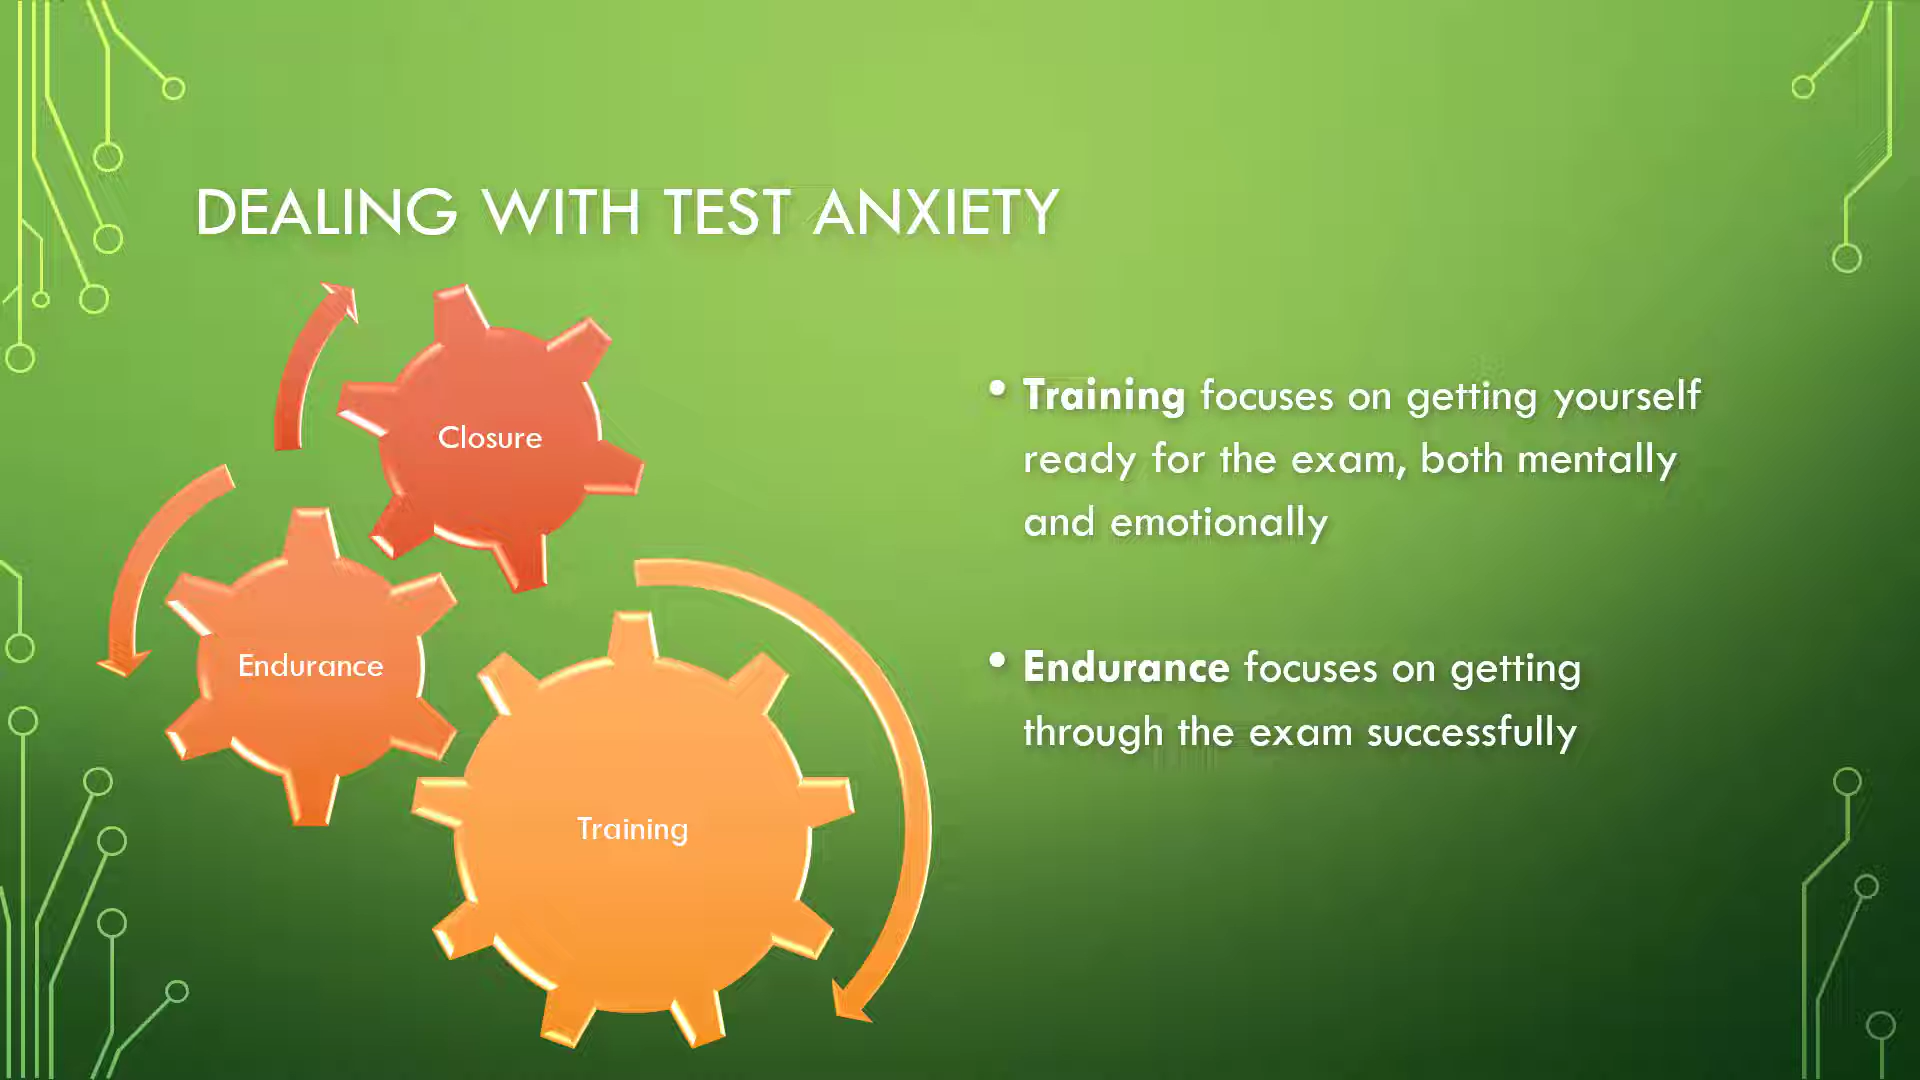 DEALING WITH TEST ANXIETY
Closure
Endurance
Training
• Training focuses on getting yourself
ready for the exam, both mentally
and emotionally
• Endurance focuses on getting
through the exam successfully